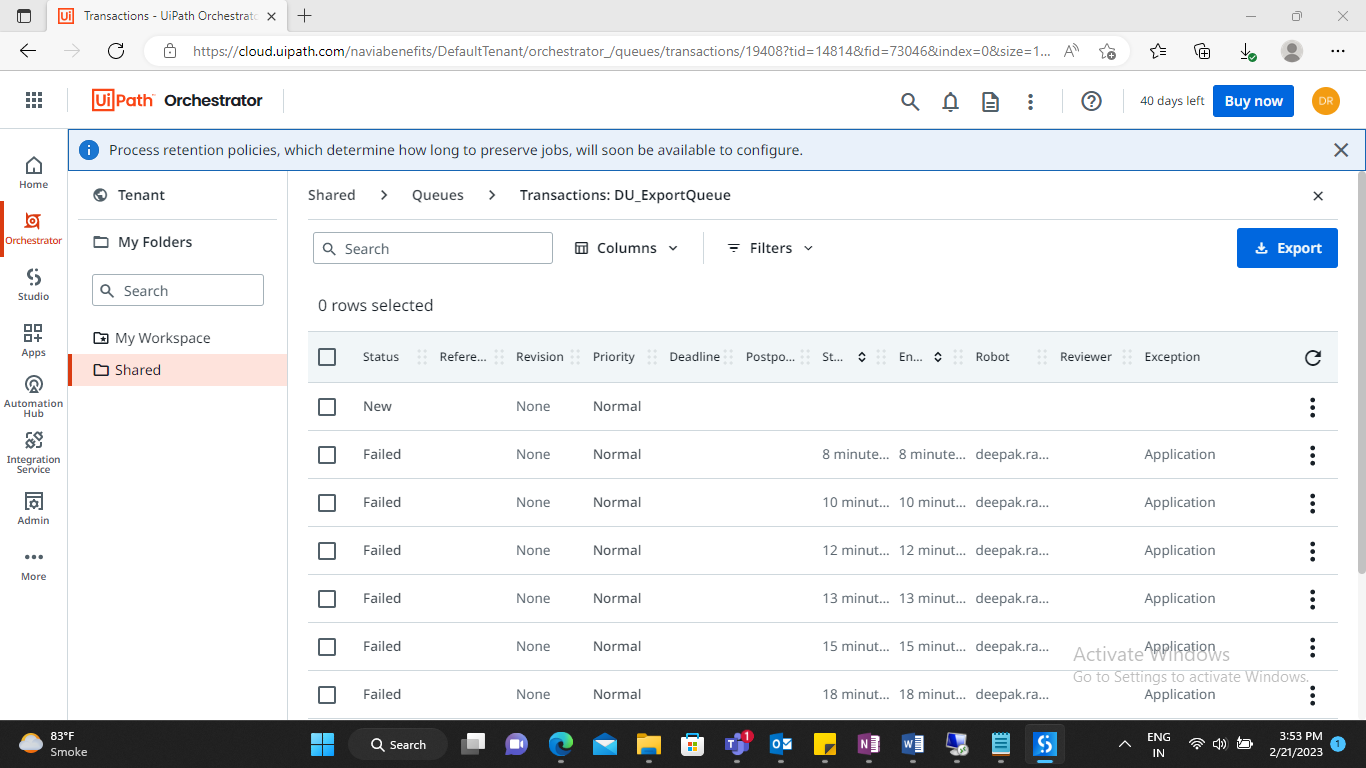 Transactions - UiPath Orchestrato
https://cloud.uipath.com/naviabenefits/DefaultTenant/orchestrator_/queues/transactions/19408?tid=14814&fid=73046&index=0&size=1...
UiPath™ Orchestrator
40 days left
Buy now
DR
Process retention policies, which determine how long to preserve jobs, will soon be available to configure.
Home
Orchestrator
Studio
Apps
Automation
Hub
Integration
Service
Admin
More
Tenant
My Folders
Search
My Workspace
Shared
Shared > Queues > Transactions: DU_ExportQueue
Search
Columns
Filters
Export
0 rows selected
Status Refere... Revision Priority Deadline Postpo... St... En... Robot Reviewer Exception
New None Normal
Failed None Normal 8 minute... 8 minute... deepak.ra... Application
Failed None Normal 10 minut... 10 minut... deepak.ra... Application
Failed None Normal 12 minut... 12 minut... deepak.ra... Application
Failed None Normal 13 minut... 13 minut... deepak.ra... Application
Failed None Normal 15 minut... 15 minut... deepak.ra... Application
Failed None Normal 18 minut... 18 minut... deepak.ra... Application
Activate Windows
Go to Settings to activate Windows.
83°F
Smoke
Search
1
ENG
IN
3:53 PM
2/21/2023
1